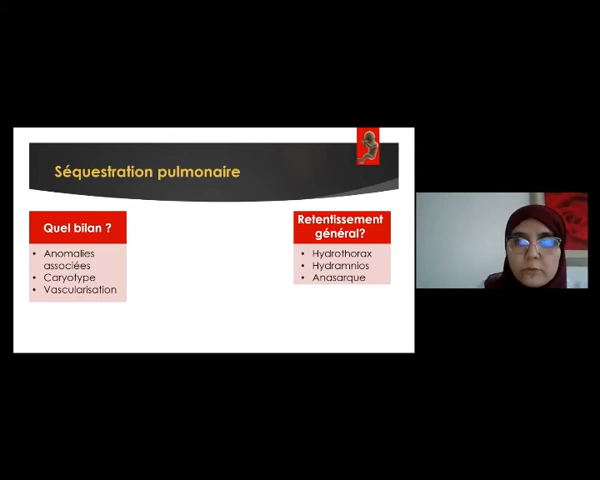 Séquestration pulmonaire
Quel bilan ?
• Anomalies
associées
• Caryotype
• Vascularisation
Retentissement
général?
• Hydrothorax
• Hydramnios
• Anasarque